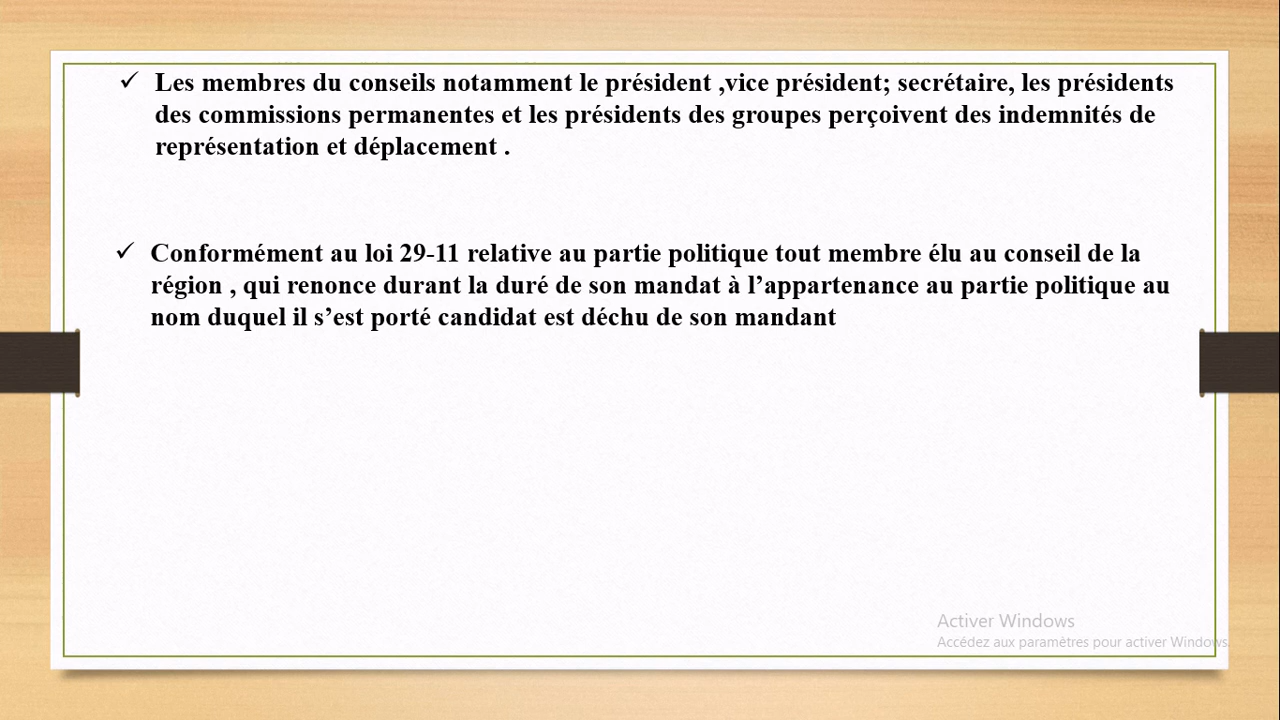 ✓ Les membres du conseils notamment le président ,vice président; secrétaire, les présidents
des commissions permanentes et les présidents des groupes perçoivent des indemnités de
représentation et déplacement .
✓ Conformément au loi 29-11 relative au partie politique tout membre élu au conseil de la
région , qui renonce durant la duré de son mandat à l’appartenance au partie politique au
nom duquel il s’est porté candidat est déchu de son mandant
Activer Windows
Accédez aux paramètres pour activer Windows.